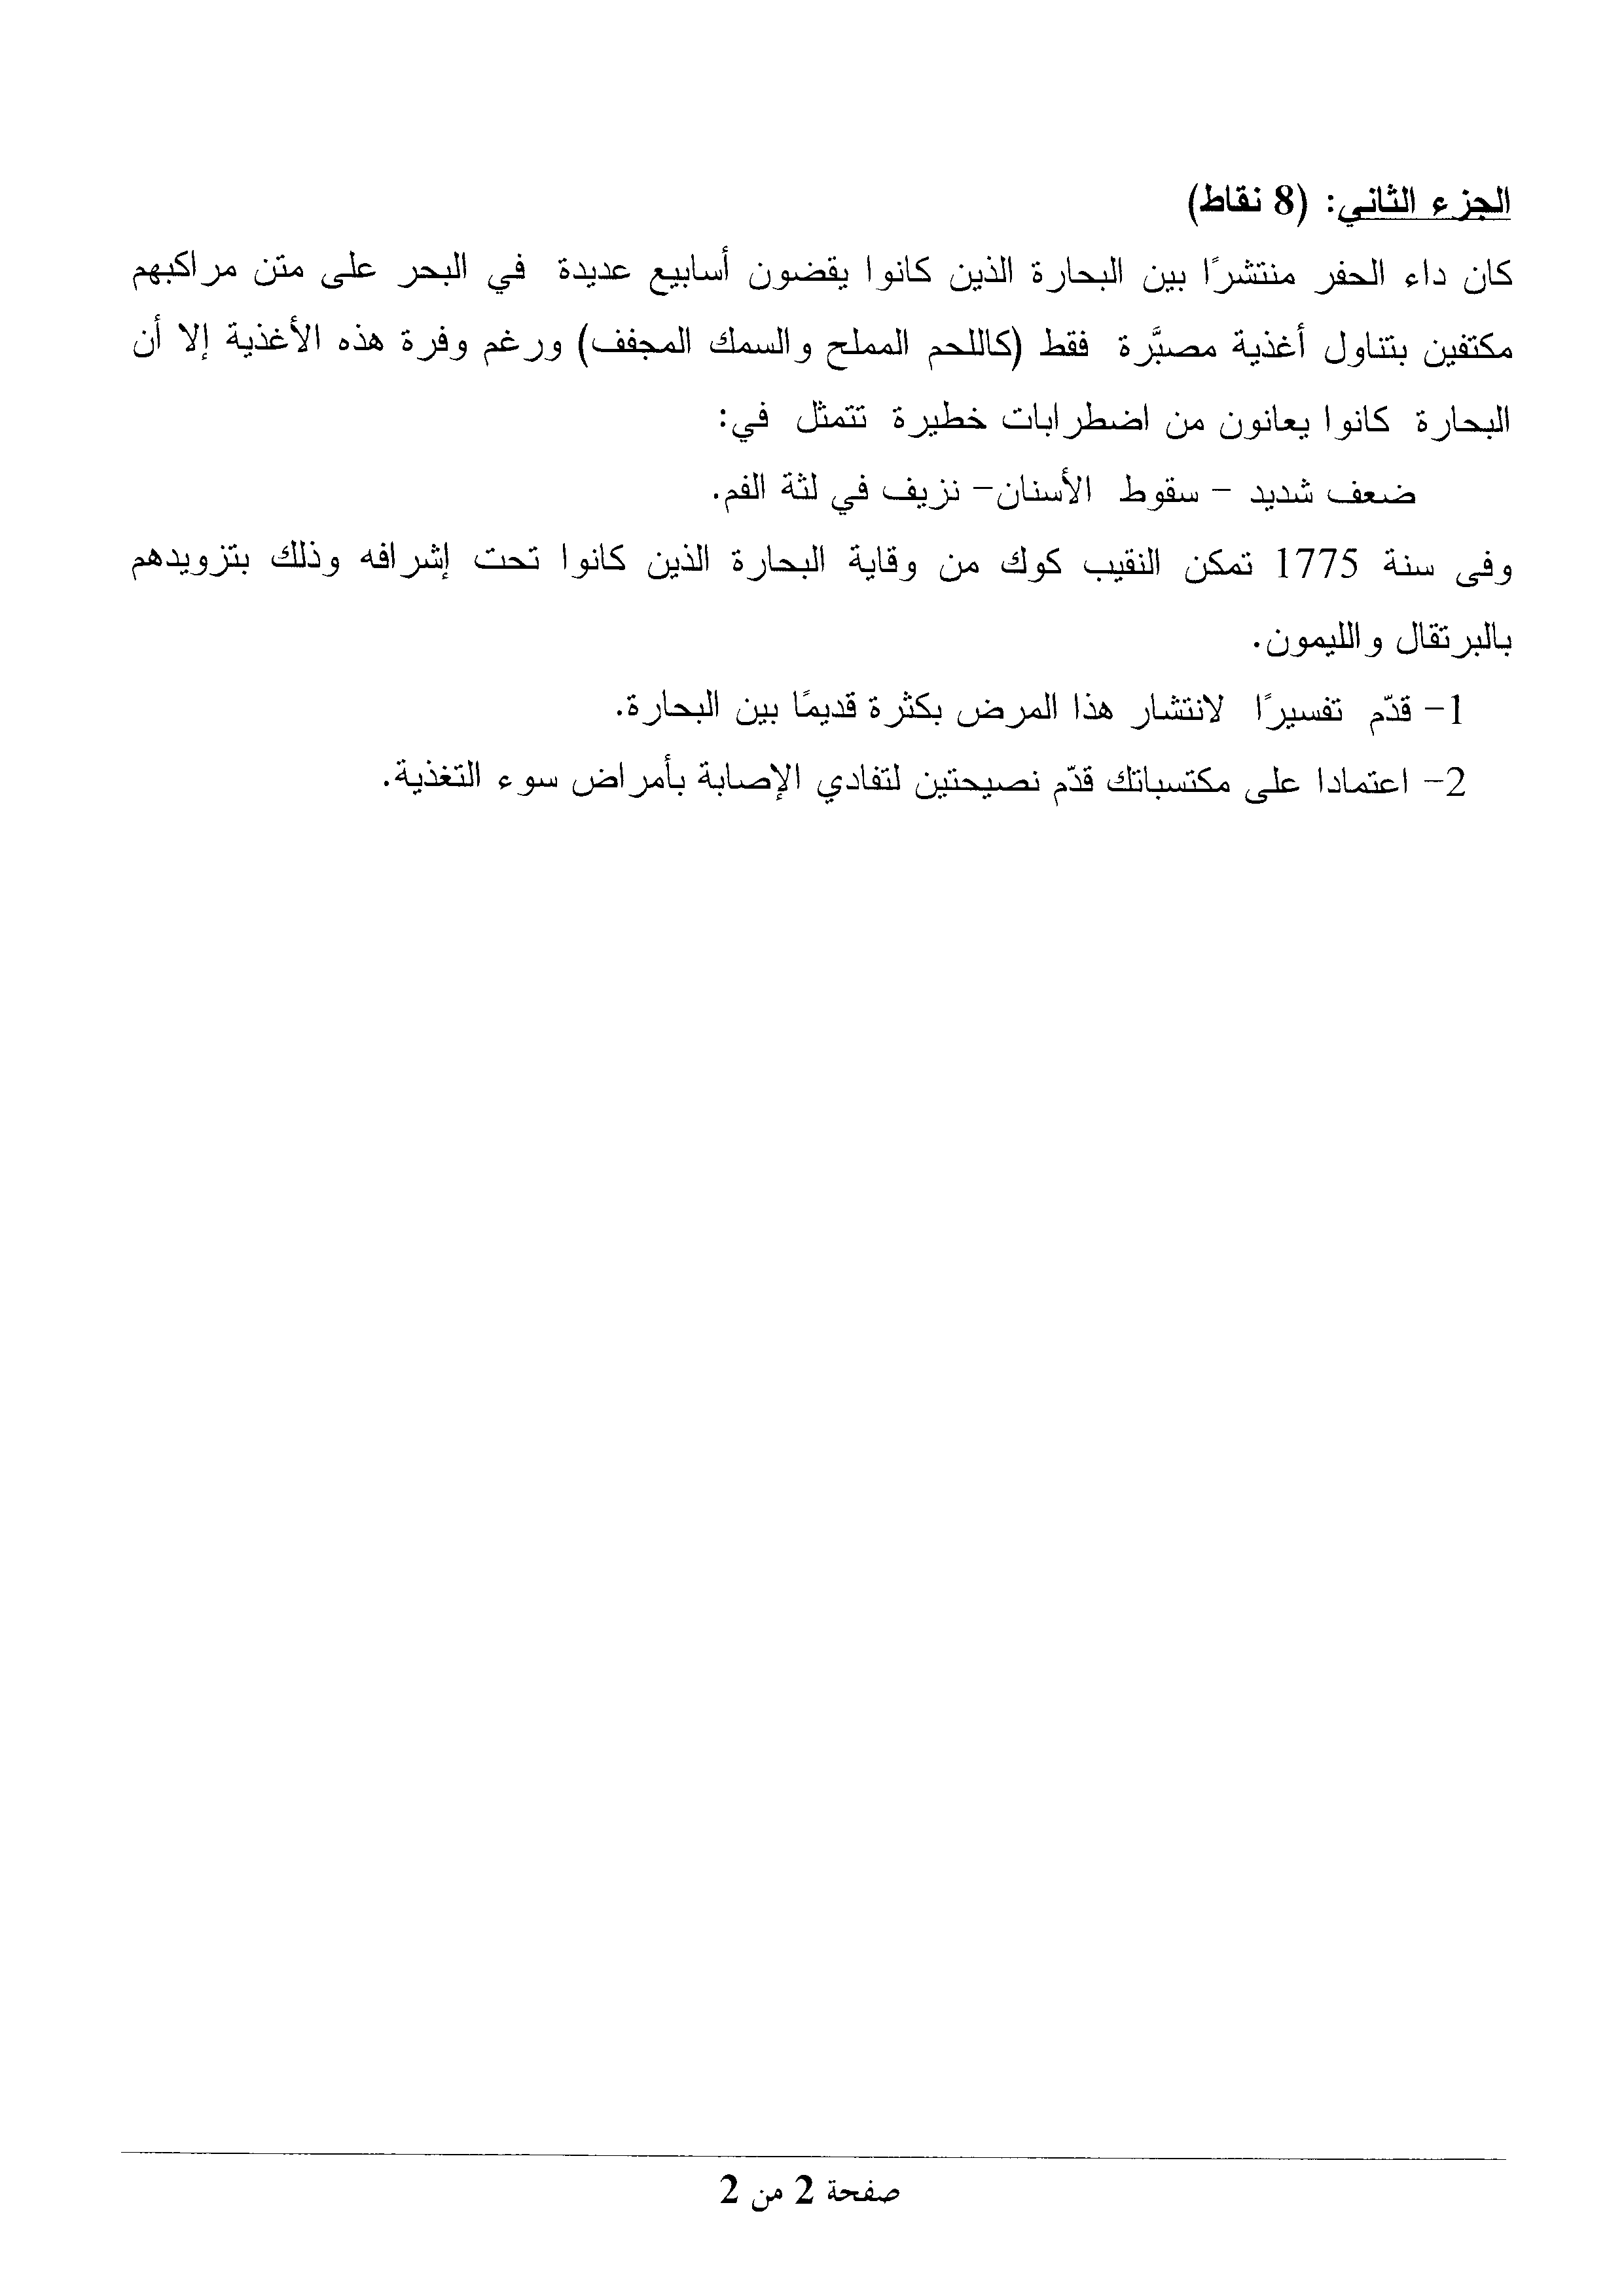 الجزء الثاني: (8 نقاط)
كان داء الحفر منتشرًا بين البحارة الذين كانوا يقضون أسابيع عديدة في البحر على متن مراكبهم
مكتفين بتناول أغذية مصبَّرة فقط (كاللحم المملح والسمك المجفف) ورغم وفرة هذه الأغذية إلا أن
البحارة كانوا يعانون من اضطرابات خطيرة تتمثل في:
ضعف شديد - سقوط الأسنان- نزيف في لثة الفم.
وفى سنة 1775 تمكن النقيب كوك من وقاية البحارة الذين كانوا تحت إشرافه وذلك بتزويدهم
بالبرتقال والليمون.
1- قدّم تفسيرًا لانتشار هذا المرض بكثرة قديمًا بين البحارة.
2- اعتمادا على مكتسباتك قدّم نصيحتين لتفادي الإصابة بأمراض سوء التغذية.
صفحة 2 من 2